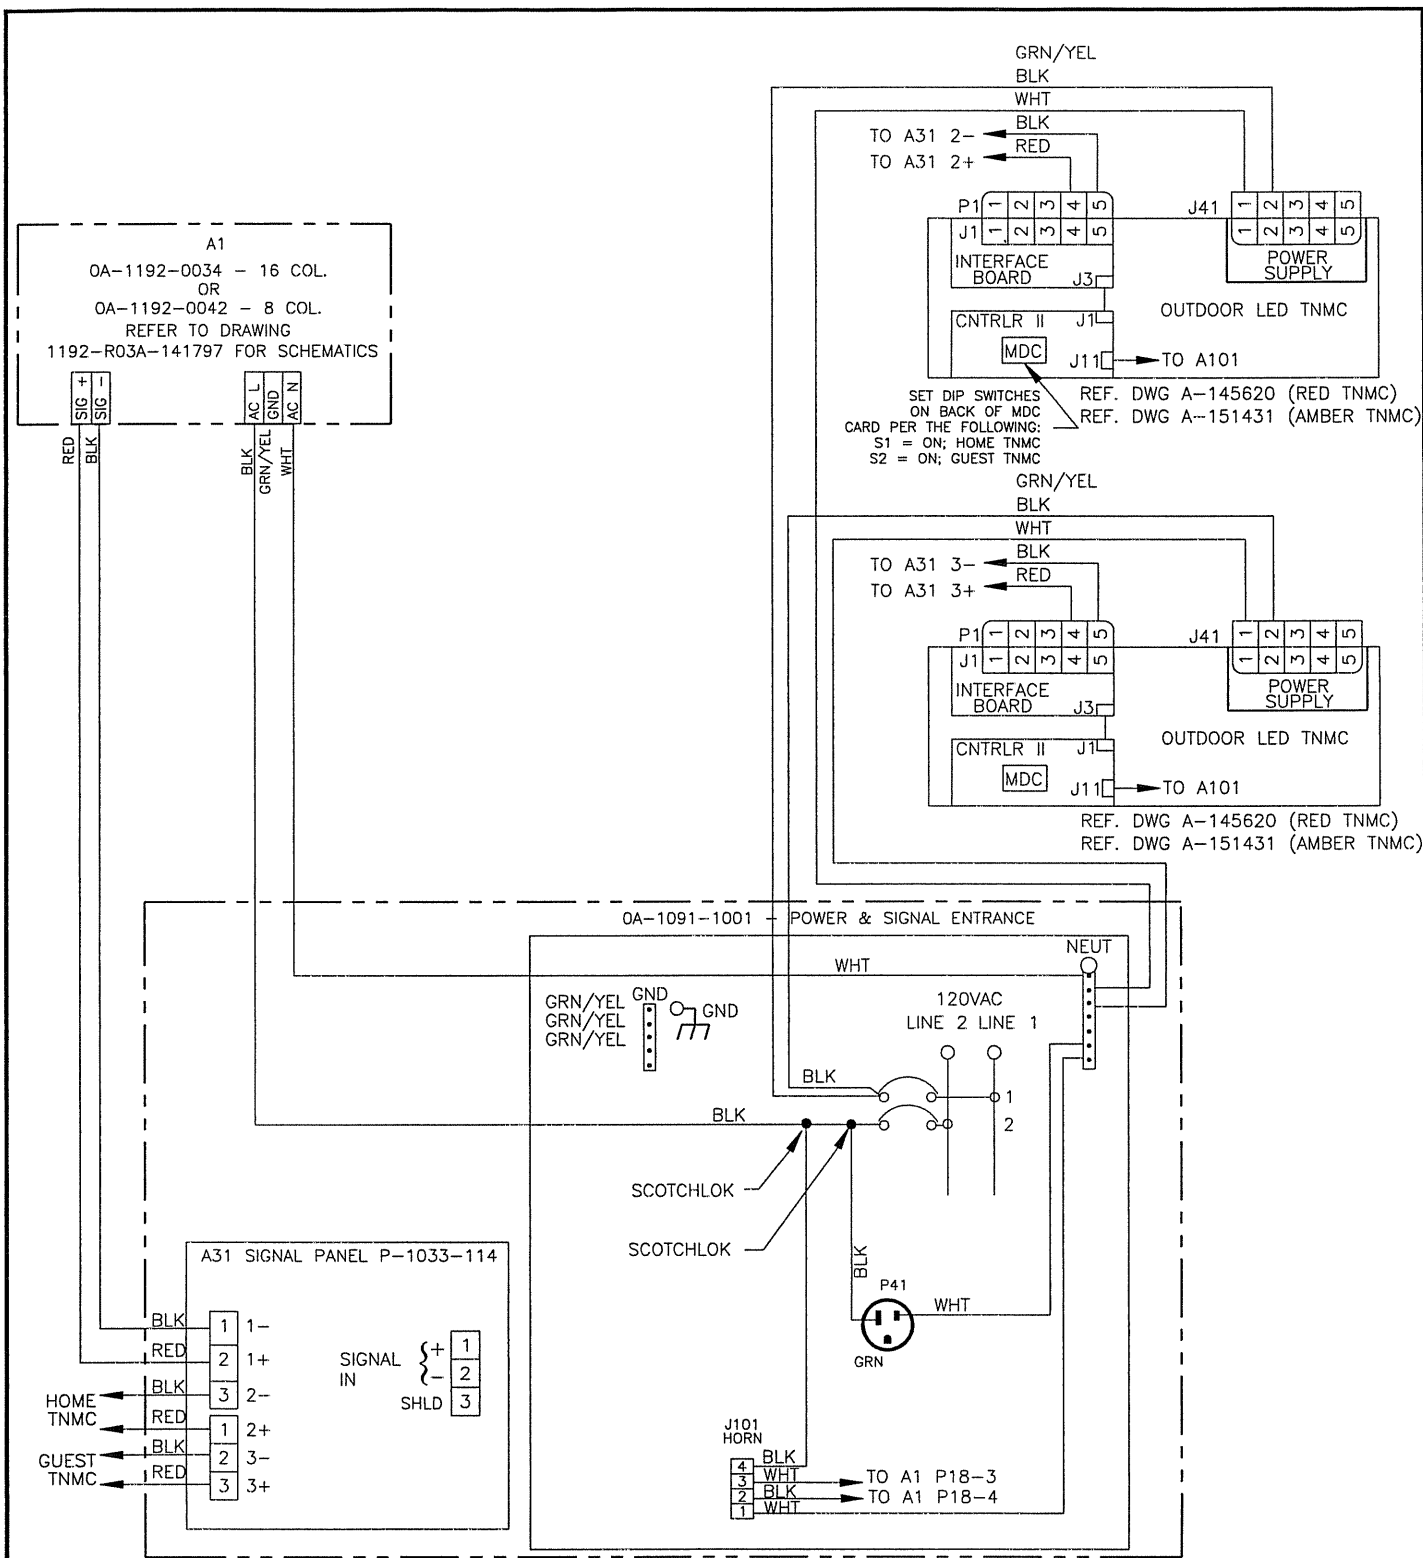 GRN/YEL
BLK
WHT
BLK
TO A31 2-
RED
TO A31 2+
P1 1 2 3 4 5
J1 1 2 3 4 5
J41 1 2 3 4 5
1 2 3 4 5
INTERFACE
BOARD
J3
POWER
SUPPLY
OUTDOOR LED TNMC
CNTRLR II
J1
MDC
J11
TO A101
SET DIP SWITCHES
ON BACK OF MDC
CARD PER THE FOLLOWING:
S1 = ON; HOME TNMC
S2 = ON; GUEST TNMC
REF. DWG A-145620 (RED TNMC)
REF. DWG A-151431 (AMBER TNMC)
A1
0A-1192-0034 - 16 COL.
OR
0A-1192-0042 - 8 COL.
REFER TO DRAWING
1192-R03A-141797 FOR SCHEMATICS
SIG +
SIG -
AC L
GND
AC N
RED
BLK
BLK
GRN/YEL
WHT
GRN/YEL
BLK
WHT
BLK
TO A31 3-
RED
TO A31 3+
P1 1 2 3 4 5
J1 1 2 3 4 5
J41 1 2 3 4 5
1 2 3 4 5
INTERFACE
BOARD
J3
POWER
SUPPLY
OUTDOOR LED TNMC
CNTRLR II
J1
MDC
J11
TO A101
REF. DWG A-145620 (RED TNMC)
REF. DWG A-151431 (AMBER TNMC)
0A-1091-1001 - POWER & SIGNAL ENTRANCE
NEUT
WHT
GRN/YEL
GRN/YEL
GRN/YEL
GND
GND
120VAC
LINE 2 LINE 1
BLK
1
BLK
2
SCOTCHLOK
SCOTCHLOK
BLK
P41
WHT
GRN
A31 SIGNAL PANEL P-1033-114
BLK 1 1-
RED 2 1+
BLK 3 2-
RED 1 2+
BLK 2 3-
RED 3 3+
HOME
TNMC
GUEST
TNMC
SIGNAL
IN
+ 1
- 2
SHLD 3
J101
HORN
4 BLK
3 WHT TO A1 P18-3
2 BLK TO A1 P18-4
1 WHT